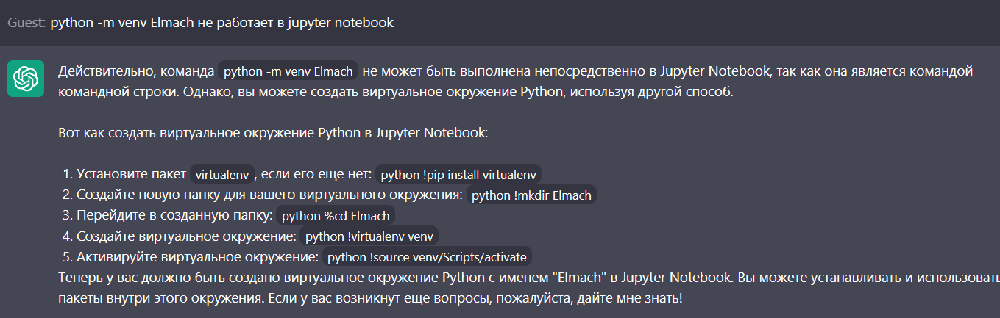 Guest: python -m venv Elmach не работает в jupyter notebook
Действительно, команда python -m venv Elmach не может быть выполнена непосредственно в Jupyter Notebook, так как она является командой
командной строки. Однако, вы можете создать виртуальное окружение Python, используя другой способ.
Вот как создать виртуальное окружение Python в Jupyter Notebook:
1. Установите пакет virtualenv, если его еще нет: python !pip install virtualenv
2. Создайте новую папку для вашего виртуального окружения: python !mkdir Elmach
3. Перейдите в созданную папку: python %cd Elmach
4. Создайте виртуальное окружение: python !virtualenv venv
5. Активируйте виртуальное окружение: python !source venv/Scripts/activate
Теперь у вас должно быть создано виртуальное окружение Python с именем "Elmach" в Jupyter Notebook. Вы можете устанавливать и использовать
пакеты внутри этого окружения. Если у вас возникнут еще вопросы, пожалуйста, дайте мне знать!